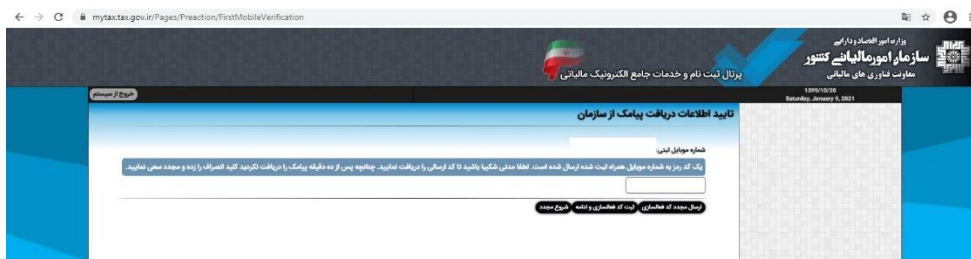 mytax.tax.gov.ir/Pages/Preaction/FirstMobileVerification
وزارت امور اقتصاد و دارایی
سازمان امور مالیاتی کشور
معاونت فناوری های مالیاتی
پرتال ثبت نام و خدمات جامع الکترونیک مالیاتی
1399/10/20
Saturday, January 9, 2021
خروج از سیستم
تایید اطلاعات دریافت پیامک از سازمان
شماره موبایل ثبتی:
یک کد رمز به شماره موبایل همراه ثبت شده ارسال شده است. لطفا مدتی شکیبا باشید تا کد ارسالی را دریافت نمایید. چنانچه پس از ده دقیقه پیامک را دریافت نکردید کلید انصراف را زده و مجدد سعی نمایید.
ارسال مجدد کد فعالسازی ثبت کد فعالسازی و ادامه شروع مجدد